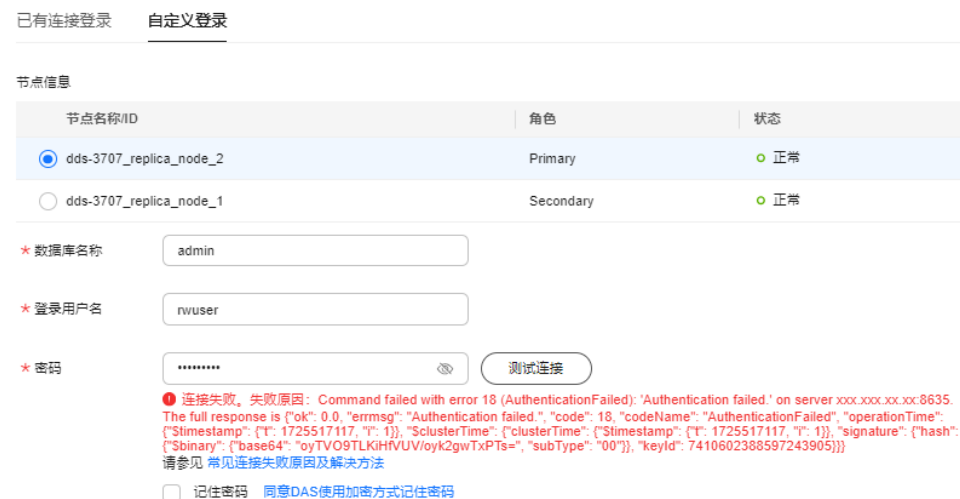 已有连接登录 自定义登录
节点信息
节点名称/ID 角色 状态
dds-3707_replica_node_2 Primary 正常
dds-3707_replica_node_1 Secondary 正常
* 数据库名称 admin
* 登录用户名 rwuser
* 密码 ••••••••• 测试连接
连接失败。失败原因：Command failed with error 18 (AuthenticationFailed): 'Authentication failed.' on server xxx.xxx.xx.xx:8635.
The full response is {"ok": 0.0, "errmsg": "Authentication failed.", "code": 18, "codeName": "AuthenticationFailed", "operationTime":
{"$timestamp": {"t": 1725517117, "i": 1}}, "$clusterTime": {"clusterTime": {"$timestamp": {"t": 1725517117, "i": 1}}, "signature": {"hash":
{"$binary": {"base64": "oyTVO9TLKiHfVUV/oyk2gwTxPTs=", "subType": "00"}}, "keyId": 7410602388597243905}}}
请参见 常见连接失败原因及解决方法
记住密码 同意DAS使用加密方式记住密码